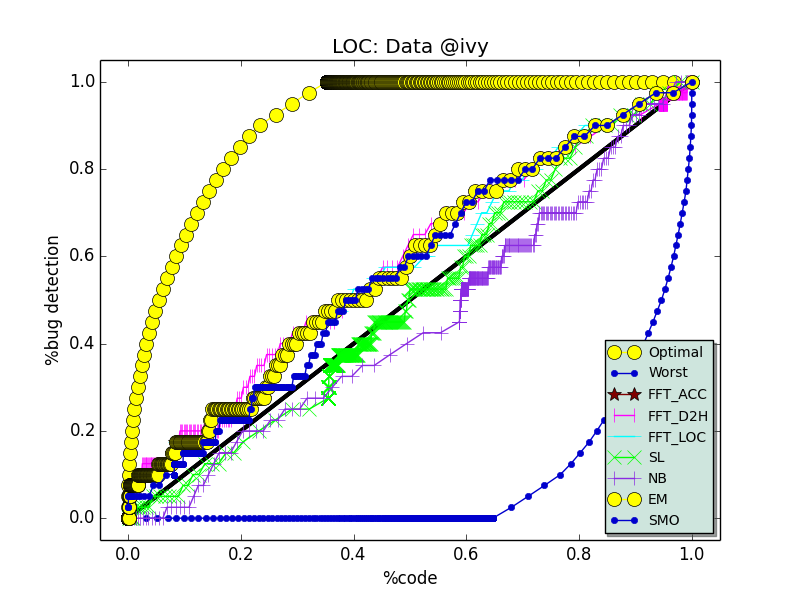 LOC: Data @ivy
1.0
0.8
0.6
0.4
0.2
0.0
%bug detection
0.0 0.2 0.4 0.6 0.8 1.0
%code
Optimal
Worst
FFT_ACC
FFT_D2H
FFT_LOC
SL
NB
EM
SMO